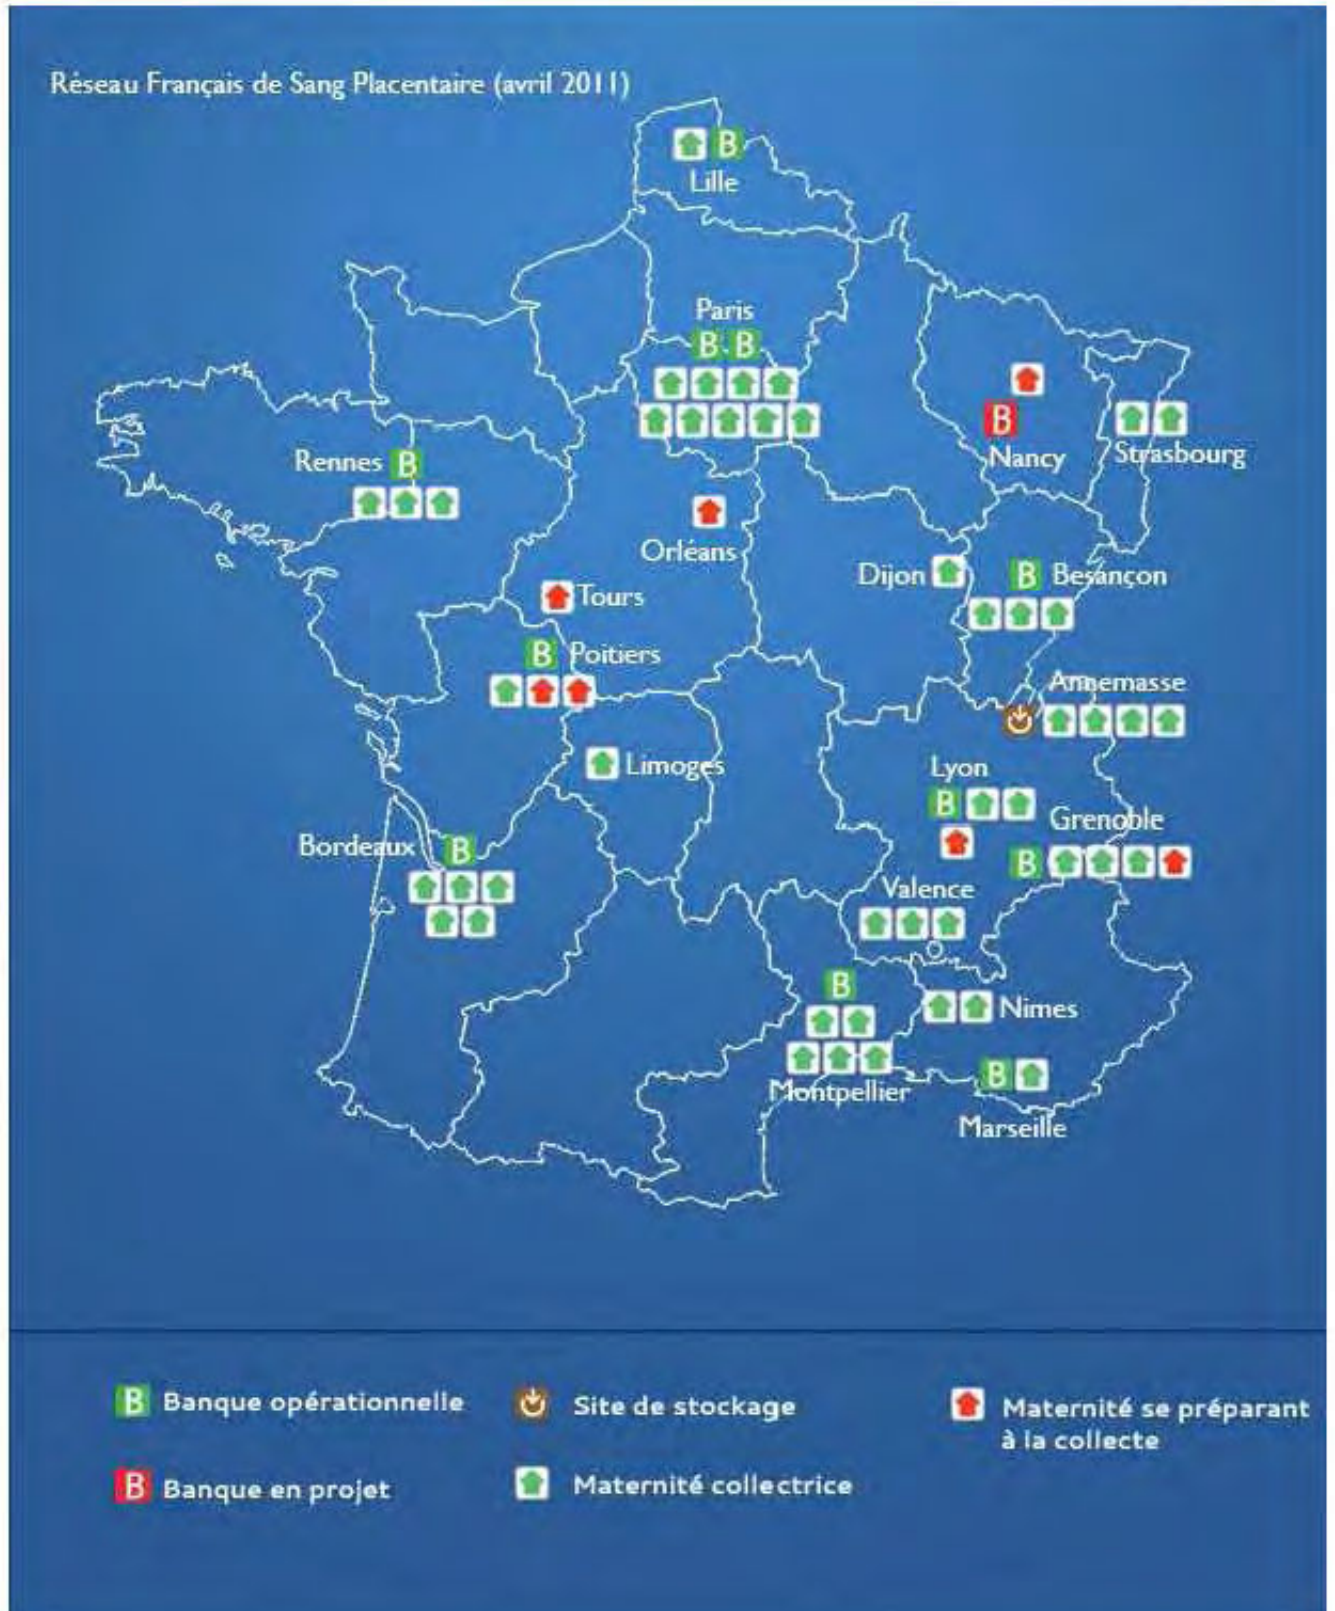 Réseau Français de Sang Placentaire (avril 2011)
B
Lille
Paris
B B
B
Nancy
Strasbourg
Rennes B
Orléans
Dijon
B Besançon
Tours
B Poitiers
Annemasse
Limoges
Lyon
B
Grenoble
B
Bordeaux B
Valence
B
Nimes
Montpellier
B
Marseille
B Banque opérationnelle
Site de stockage
Maternité se préparant
à la collecte
B Banque en projet
Maternité collectrice